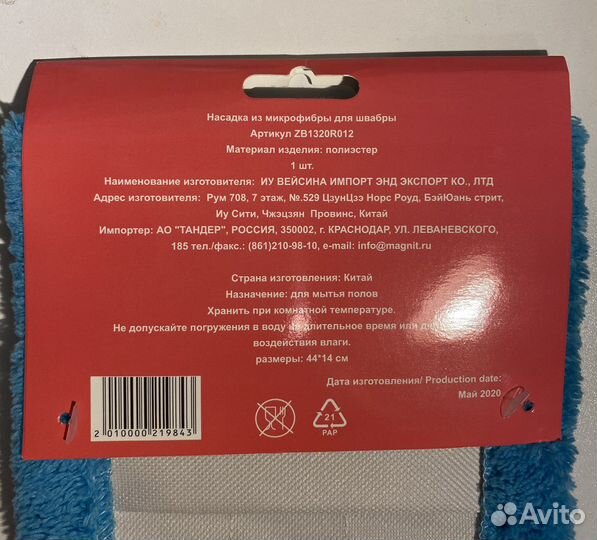 Насадка из микрофибры для швабры
Артикул ZB1320R012
Материал изделия: полиэстер
1 шт.
Наименование изготовителя: ИУ ВЕЙСИНА ИМПОРТ ЭНД ЭКСПОРТ КО., ЛТД
Адрес изготовителя: Рум 708, 7 этаж, №.529 ЦзунЦзэ Норс Роуд, БэйЮань стрит,
Иу Сити, Чжэцзян Провинс, Китай
Импортер: АО "ТАНДЕР", РОССИЯ, 350002, г. КРАСНОДАР, УЛ. ЛЕВАНЕВСКОГО,
185 тел./факс.: (861)210-98-10, e-mail: info@magnit.ru
Страна изготовления: Китай
Назначение: для мытья полов
Хранить при комнатной температуре.
Не допускайте погружения в воду на длительное время или
воздействия влаги.
размеры: 44*14 см
Дата изготовления/ Production date:
Май 2020
2 010000 219843
21
PAP
Avito